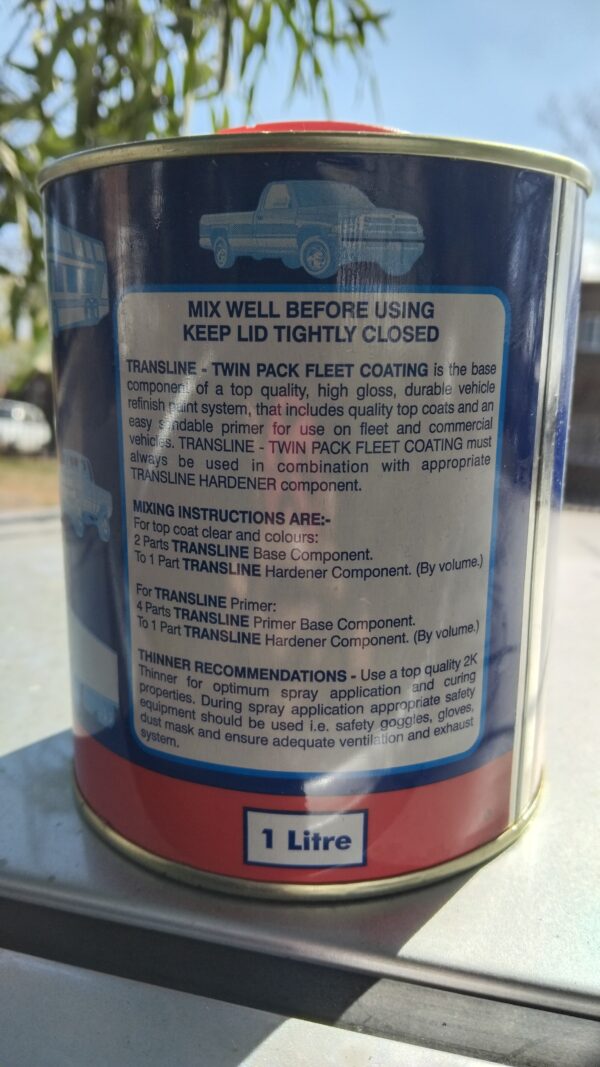 MIX WELL BEFORE USING
KEEP LID TIGHTLY CLOSED
TRANSLINE - TWIN PACK FLEET COATING is the base
component of a top quality, high gloss, durable vehicle
refinish paint system, that includes quality top coats and an
easy sandable primer for use on fleet and commercial
vehicles. TRANSLINE - TWIN PACK FLEET COATING must
always be used in combination with appropriate
TRANSLINE HARDENER component.
MIXING INSTRUCTIONS ARE:-
For top coat clear and colours:
2 Parts TRANSLINE Base Component.
To 1 Part TRANSLINE Hardener Component. (By volume.)
For TRANSLINE Primer:
4 Parts TRANSLINE Primer Base Component.
To 1 Part TRANSLINE Hardener Component. (By volume.)
THINNER RECOMMENDATIONS - Use a top quality 2K
Thinner for optimum spray application and curing
properties. During spray application appropriate safety
equipment should be used i.e. safety goggles, gloves,
dust mask and ensure adequate ventilation and exhaust
system.
1 Litre